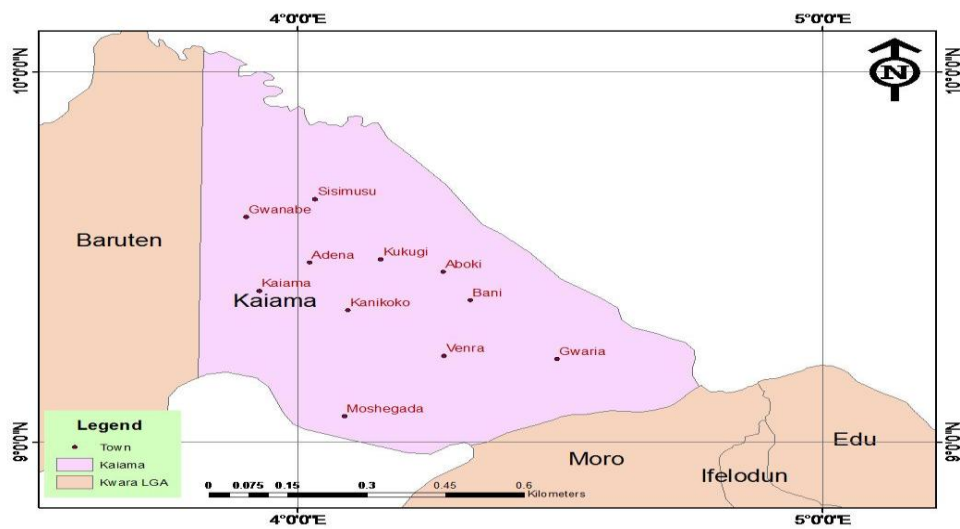 4°0'0"E
5°0'0"E
10°0'0"N
10°0'0"N
N
Sisimusu
Gwanabe
Baruten
Adena
Kukugi
Aboki
Kaiama
Kaiama
Kanikoko
Bani
Venra
Gwaria
Moshegada
Legend
Town
Kaiama
Kwara LGA
9°0'0"N
9°0'0"N
Moro
Ifelodun
Edu
0 0.075 0.15 0.3 0.45 0.6
Kilometers
4°0'0"E
5°0'0"E